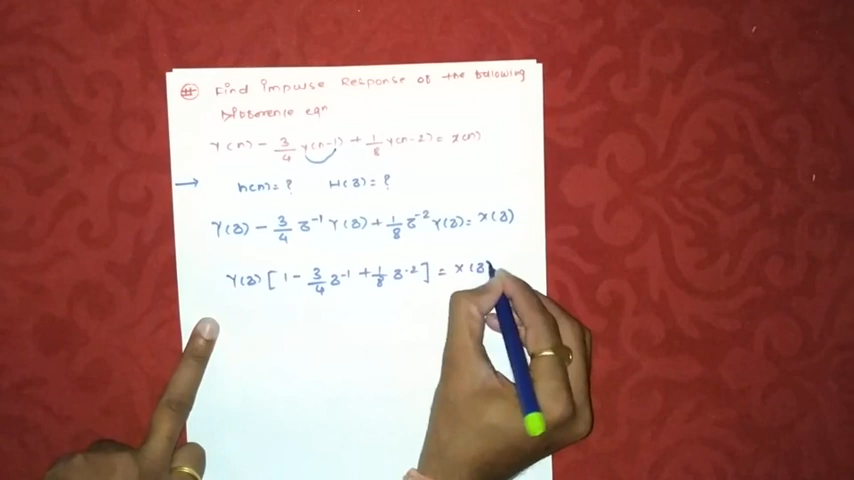 # Find Impulse Response of the following
Difference eqn
y(n) - 3/4 y(n-1) + 1/8 y(n-2) = x(n)
→ h(n) = ? H(z) = ?
Y(z) - 3/4 z⁻¹ Y(z) + 1/8 z⁻² Y(z) = X(z)
Y(z) [ 1 - 3/4 z⁻¹ + 1/8 z⁻² ] = X(z)